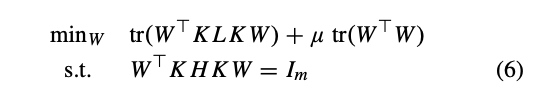 min_W tr(W^⊤ KLKW) + μ tr(W^⊤ W)
s.t. W^⊤ KHKW = I_m (6)